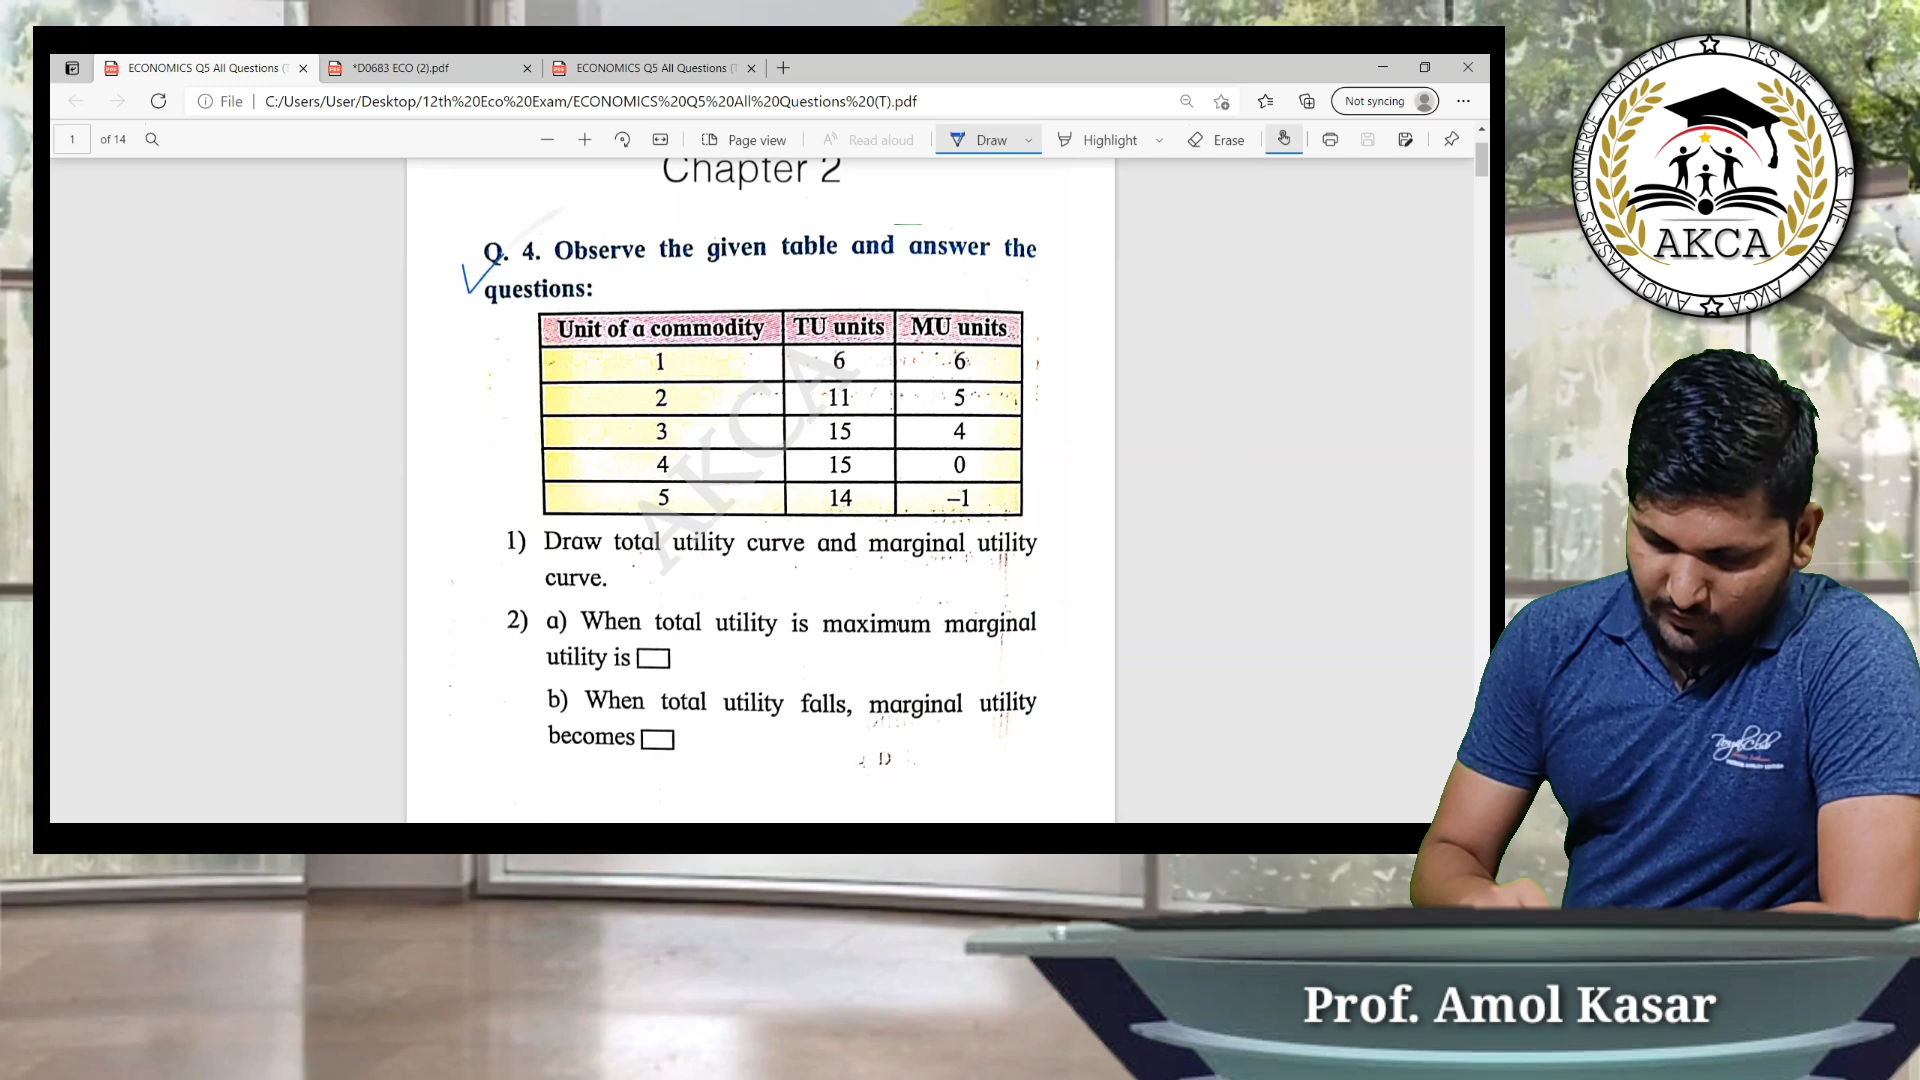 ECONOMICS Q5 All Questions (T
*D0683 ECO (2).pdf
ECONOMICS Q5 All Questions (T
File
C:/Users/User/Desktop/12th%20Eco%20Exam/ECONOMICS%20Q5%20All%20Questions%20(T).pdf
Not syncing
1 of 14
Page view
Read aloud
Draw
Highlight
Erase
Chapter 2
Q. 4. Observe the given table and answer the
questions:
Unit of a commodity TU units MU units
1 6 6
2 11 5
3 15 4
4 15 0
5 14 –1
1) Draw total utility curve and marginal utility
curve.
2) a) When total utility is maximum marginal
utility is
b) When total utility falls, marginal utility
becomes
AKCA
AMOL KASAR'S COMMERCE ACADEMY
YES WE CAN & WE WILL
AKCA
AKCA
Prof. Amol Kasar